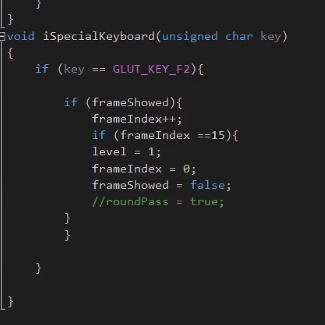 }
}
void iSpecialKeyboard(unsigned char key)
{
if (key == GLUT_KEY_F2){
if (frameShowed){
frameIndex++;
if (frameIndex ==15){
level = 1;
frameIndex = 0;
frameShowed = false;
//roundPass = true;
}
}
}
}